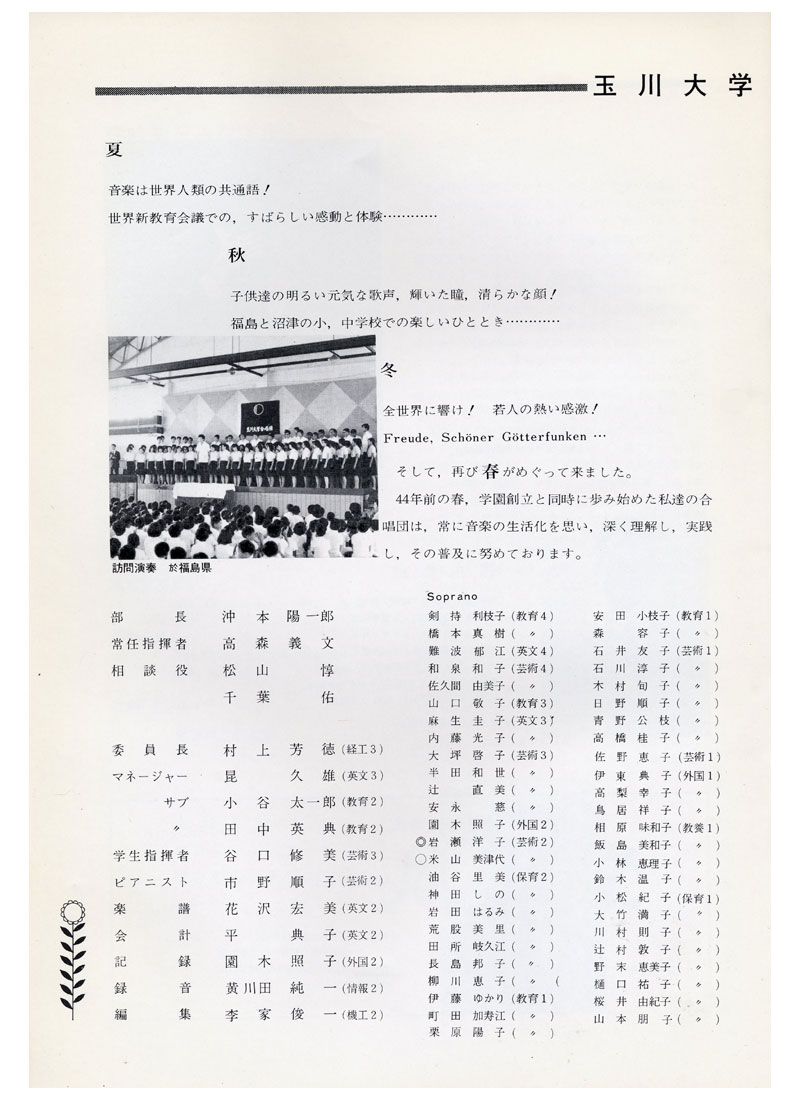 玉川大学
夏
音楽は世界人類の共通語！
世界新教育会議での，すばらしい感動と体験…………
秋
子供達の明るい元気な歌声，輝いた瞳，清らかな顔！
福島と沼津の小，中学校での楽しいひととき…………
冬
全世界に響け！ 若人の熱い感激！
Freude, Schöner Götterfunken …
そして，再び春がめぐって来ました。
44年前の春，学園創立と同時に歩み始めた私達の合
唱団は，常に音楽の生活化を思い，深く理解し，実践
し，その普及に努めております。
訪問演奏 於福島県
部長 沖本陽一郎
常任指揮者 高森義文
相談役 松山惇
千葉佑
委員長 村上芳徳（経工3）
マネージャー 昆久雄（英文3）
サブ 小谷太一郎（教育2）
〃 田中英典（教育2）
学生指揮者 谷口修美（芸術3）
ピアニスト 市野順子（芸術2）
楽譜 花沢宏美（英文2）
会計 平典子（英文2）
記録 園木照子（外国2）
録音 黄川田純一（情報2）
編集 李家俊一（機工2）
Soprano
剣持利枝子（教育4）
橋本真樹（〃）
難波郁江（英文4）
和泉和子（芸術4）
佐久間由美子（〃）
山口敬子（教育3）
麻生圭子（英文3）
内藤光子（〃）
大坪啓子（芸術3）
半田和世（〃）
辻直美（〃）
安永慈（〃）
園木照子（外国2）
◎岩瀬洋子（芸術2）
○米山美津代（〃）
油谷里美（保育2）
神田しの（〃）
岩田はるみ（〃）
荒殿美里（〃）
田所岐久江（〃）
長島邦子（〃）
柳川恵子（〃（
伊藤ゆかり（教育1）
町田加寿江（〃）
栗原陽子（〃）
安田小枝子（教育1）
森容子（〃）
石井友子（芸術1）
石川淳子（〃）
木村旬子（〃）
日野順子（〃）
青野公枝（〃）
高橋桂子（〃）
佐野恵子（芸術1）
伊東典子（外国1）
高梨幸子（〃）
鳥居祥子（〃）
相原味和子（教養1）
飯島美和子（〃）
小林恵理子（〃）
鈴木温子（〃）
小松紀子（保育1）
大竹満子（〃）
川村則子（〃）
辻村敦子（〃）
野末恵美子（〃）
樋口祐子（〃）
桜井由紀子（〃）
山本朋子（〃）